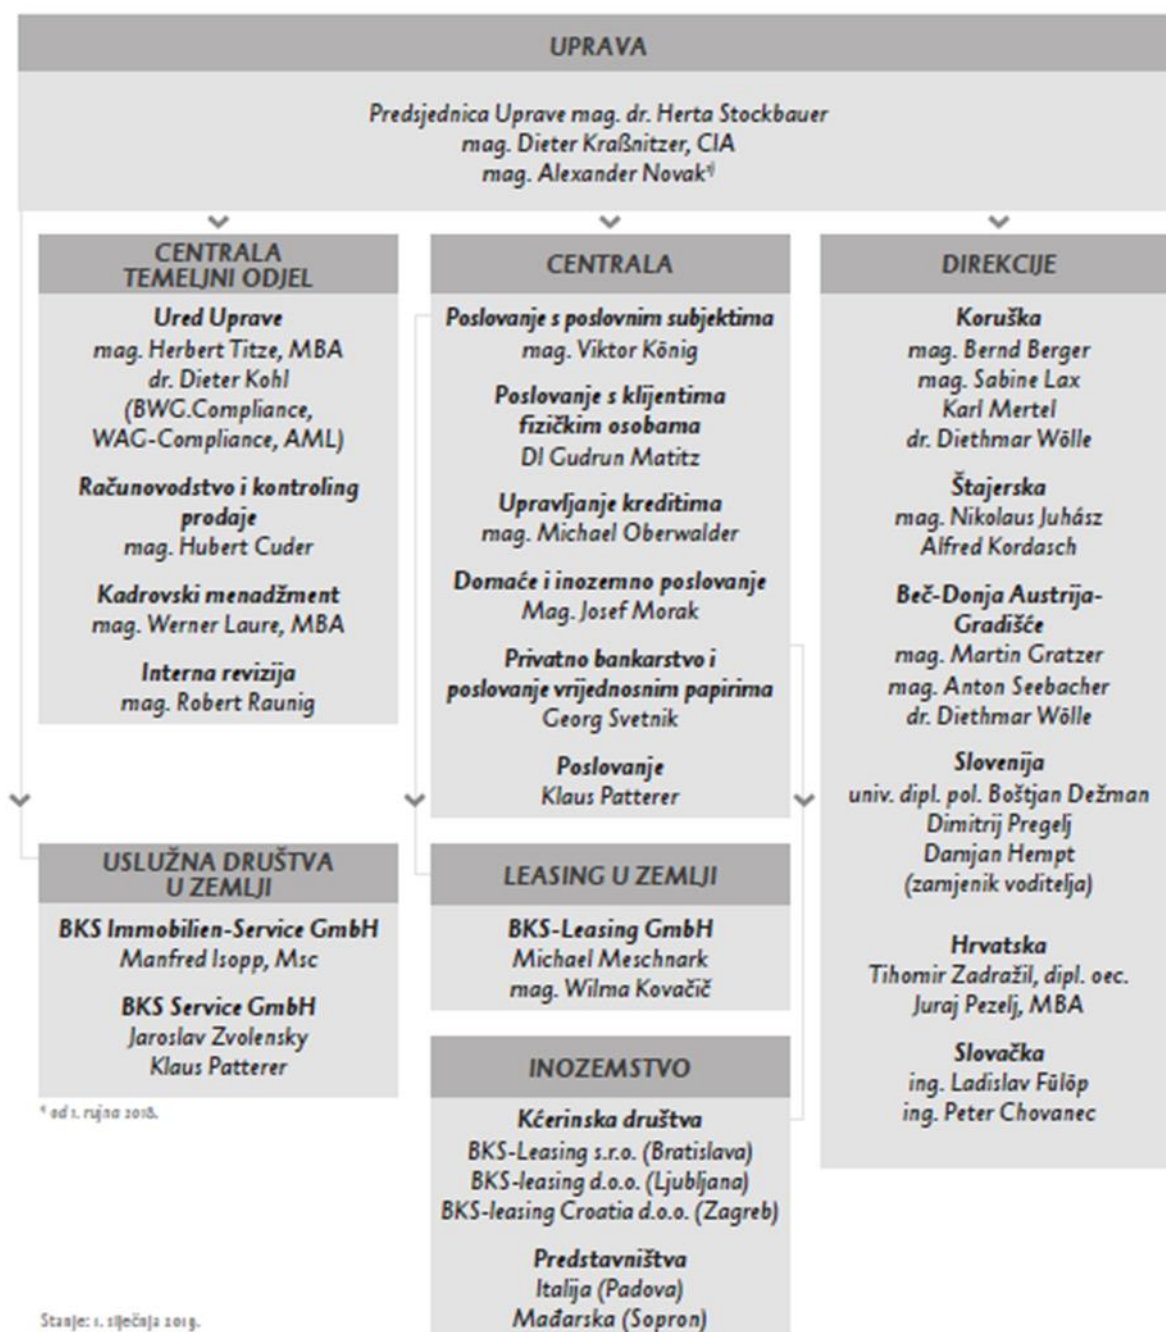 UPRAVA
Predsjednica Uprave mag. dr. Herta Stockbauer
mag. Dieter Kraßnitzer, CIA
mag. Alexander Novak¹⁾
CENTRALA
TEMELJNI ODJEL
Ured Uprave
mag. Herbert Titze, MBA
dr. Dieter Kohl
(BWG.Compliance,
WAG-Compliance, AML)
Računovodstvo i kontroling
prodaje
mag. Hubert Cuder
Kadrovski menadžment
mag. Werner Laure, MBA
Interna revizija
mag. Robert Raunig
CENTRALA
Poslovanje s poslovnim subjektima
mag. Viktor König
Poslovanje s klijentima
fizičkim osobama
DI Gudrun Matitz
Upravljanje kreditima
mag. Michael Oberwalder
Domaće i inozemno poslovanje
Mag. Josef Morak
Privatno bankarstvo i
poslovanje vrijednosnim papirima
Georg Svetnik
Poslovanje
Klaus Patterer
DIREKCIJE
Koruška
mag. Bernd Berger
mag. Sabine Lax
Karl Mertel
dr. Diethmar Wölle
Štajerska
mag. Nikolaus Juhász
Alfred Kordasch
Beč-Donja Austrija-
Gradišće
mag. Martin Gratzer
mag. Anton Seebacher
dr. Diethmar Wölle
Slovenija
univ. dipl. pol. Boštjan Dežman
Dimitrij Pregelj
Damjan Hempt
(zamjenik voditelja)
Hrvatska
Tihomir Zadražil, dipl. oec.
Juraj Pezelj, MBA
Slovačka
ing. Ladislav Fülöp
ing. Peter Chovanec
USLUŽNA DRUŠTVA
U ZEMLJI
BKS Immobilien-Service GmbH
Manfred Isopp, Msc
BKS Service GmbH
Jaroslav Zvolensky
Klaus Patterer
¹⁾ od 1. rujna 2018.
LEASING U ZEMLJI
BKS-Leasing GmbH
Michael Meschnark
mag. Wilma Kovačič
INOZEMSTVO
Kćerinska društva
BKS-Leasing s.r.o. (Bratislava)
BKS-leasing d.o.o. (Ljubljana)
BKS-leasing Croatia d.o.o. (Zagreb)
Predstavništva
Italija (Padova)
Mađarska (Sopron)
Stanje: 1. siječnja 2019.